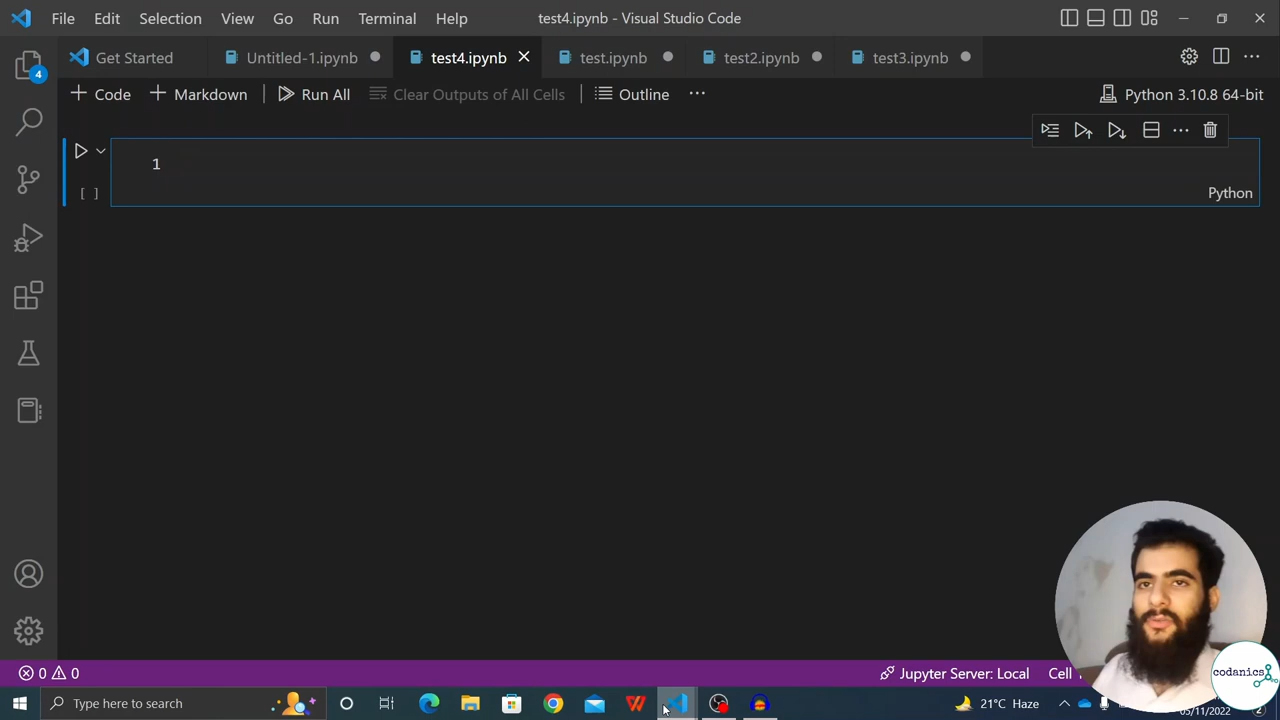 File Edit Selection View Go Run Terminal Help test4.ipynb - Visual Studio Code
Get Started Untitled-1.ipynb test4.ipynb test.ipynb test2.ipynb test3.ipynb
4
Code Markdown Run All Clear Outputs of All Cells Outline Python 3.10.8 64-bit
1
[ ] Python
0 0 Jupyter Server: Local Cell
codanics
Type here to search 21°C Haze
05/11/2022 2